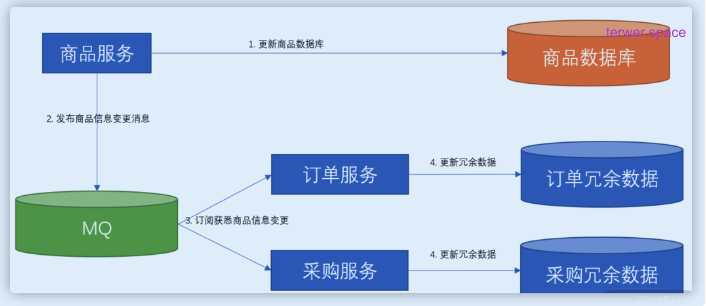 terwer.space
商品服务
1. 更新商品数据库
商品数据库
2. 发布商品信息变更消息
订单服务
4. 更新冗余数据
订单冗余数据
MQ
3. 订阅获悉商品信息变更
采购服务
4. 更新冗余数据
采购冗余数据